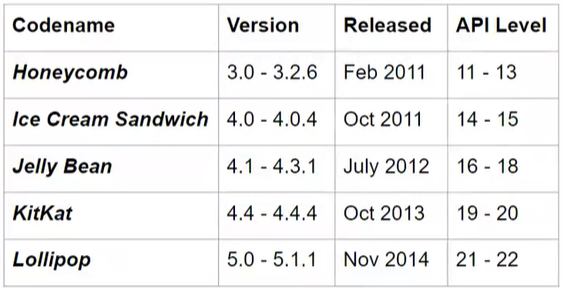 Codename Version Released API Level
Honeycomb 3.0 - 3.2.6 Feb 2011 11 - 13
Ice Cream Sandwich 4.0 - 4.0.4 Oct 2011 14 - 15
Jelly Bean 4.1 - 4.3.1 July 2012 16 - 18
KitKat 4.4 - 4.4.4 Oct 2013 19 - 20
Lollipop 5.0 - 5.1.1 Nov 2014 21 - 22